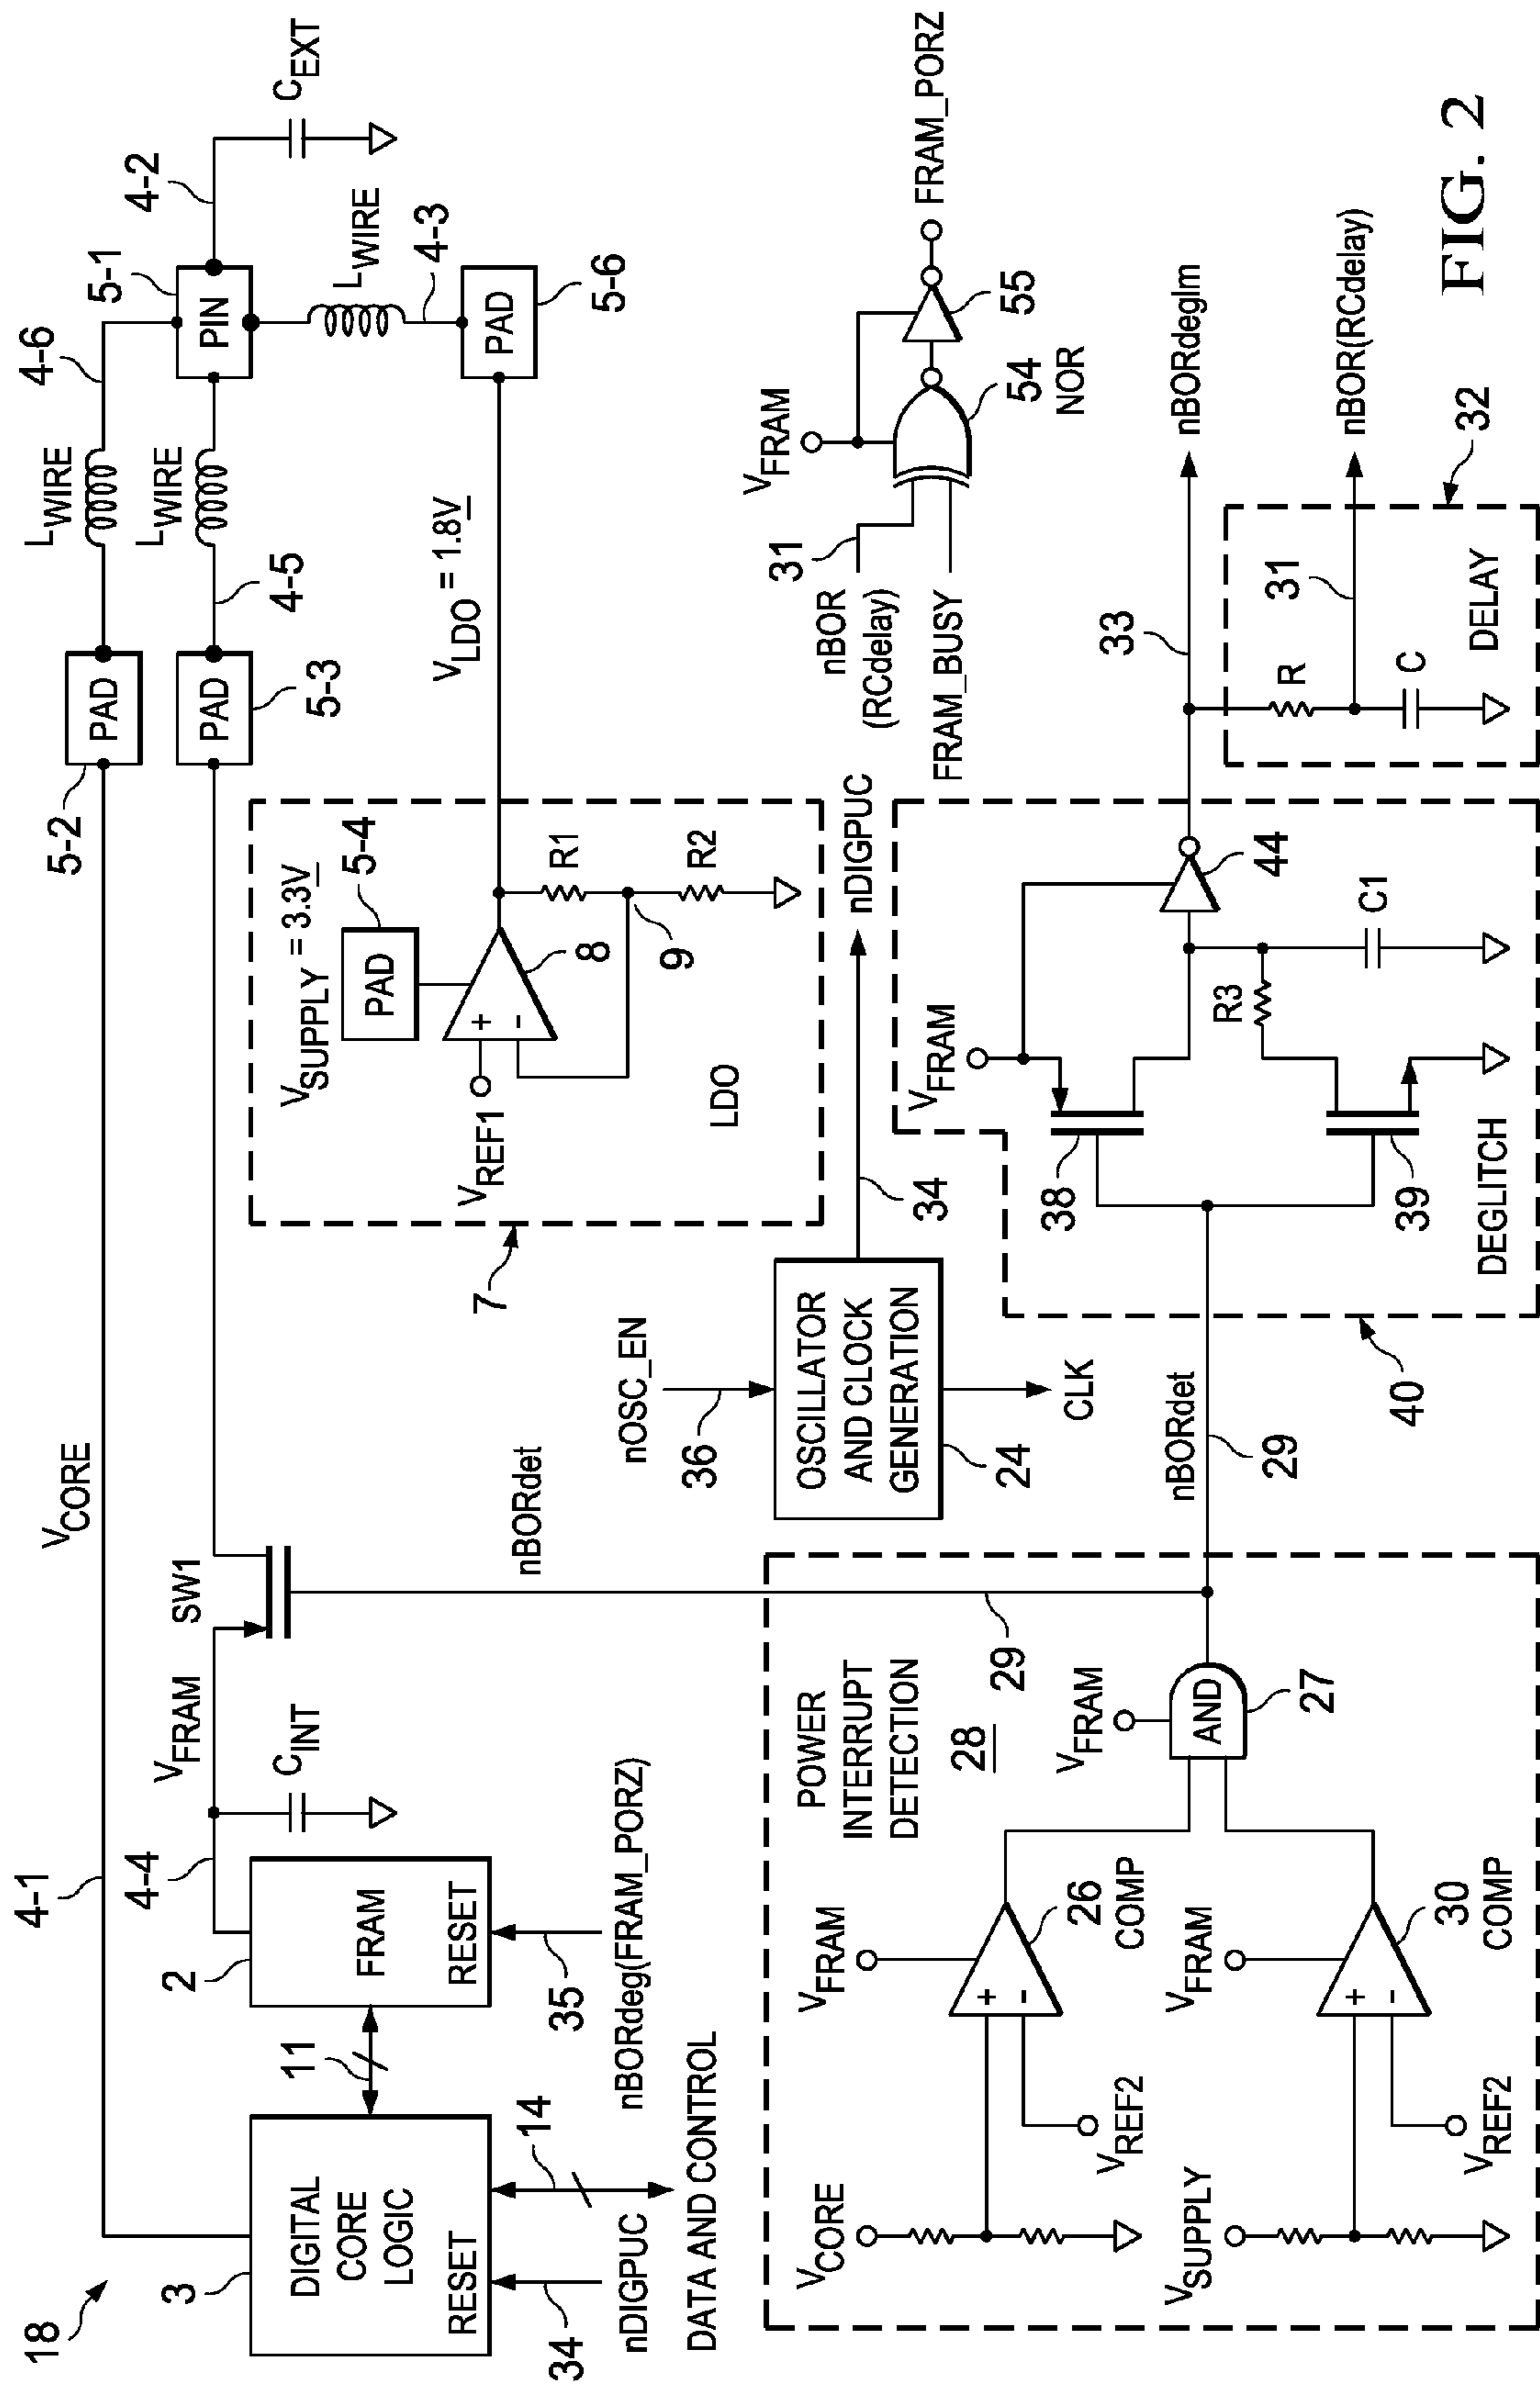 18
3
DIGITAL
CORE
LOGIC
RESET
34
nDIGPUC
14
DATA AND CONTROL
11
4-1
2
FRAM
RESET
35
nBORdeg(FRAM_PORZ)
4-4
VFRAM
CINT
SW1
VCORE
nBORdet
29
5-2
PAD
LWIRE
4-6
PAD
5-3
LWIRE
4-5
5-1
PIN
4-2
CEXT
LWIRE
4-3
PAD
5-6
7
VSUPPLY = 3.3V
PAD
5-4
VREF1
+
-
8
9
R1
R2
LDO
VLDO = 1.8V
nOSC_EN
36
OSCILLATOR
AND CLOCK
GENERATION
24
CLK
34
nDIGPUC
VFRAM
31
nBOR
(RCdelay)
FRAM_BUSY
54
NOR
55
FRAM_PORZ
POWER
INTERRUPT
DETECTION
28
VCORE
VREF2
+
-
VFRAM
26
COMP
VSUPPLY
VREF2
+
-
VFRAM
30
COMP
VFRAM
AND
27
nBORdet
29
40
DEGLITCH
VFRAM
38
39
R3
C1
44
33
nBORdeglm
R
C
31
DELAY
nBOR(RCdelay)
32
FIG. 2